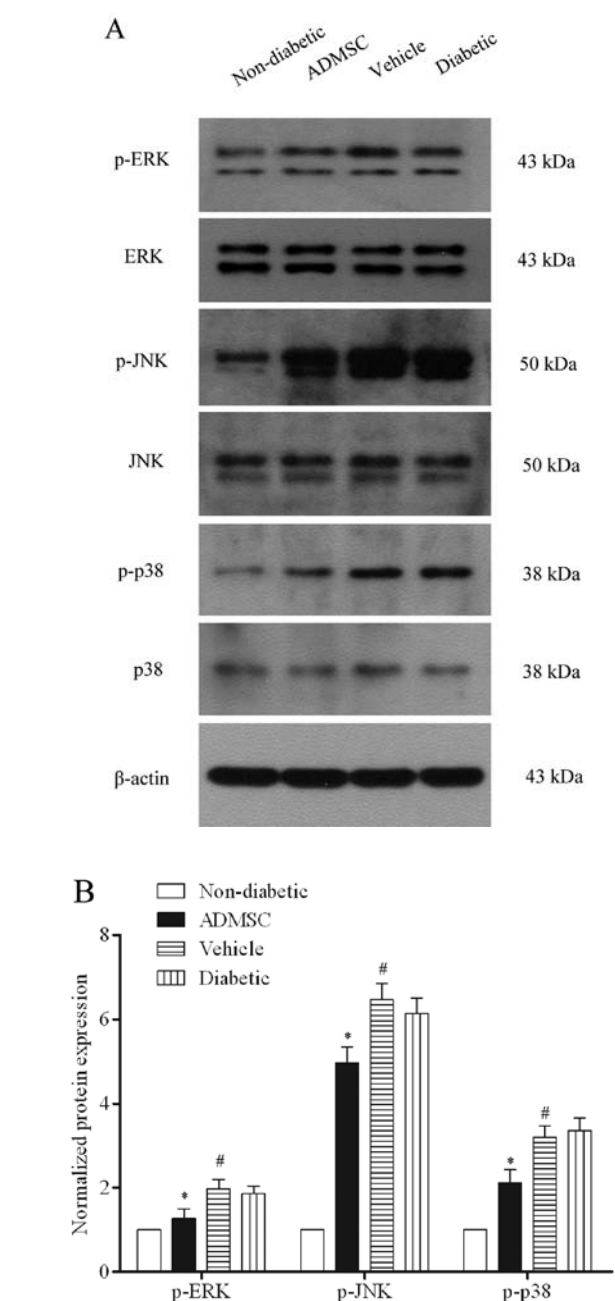 A
Non-diabetic ADMSC Vehicle Diabetic
p-ERK 43 kDa
ERK 43 kDa
p-JNK 50 kDa
JNK 50 kDa
p-p38 38 kDa
p38 38 kDa
β-actin 43 kDa
B
Non-diabetic
ADMSC
Vehicle
Diabetic
Normalized protein expression
8
6
4
2
0
* #
* #
* #
p-ERK p-JNK p-p38